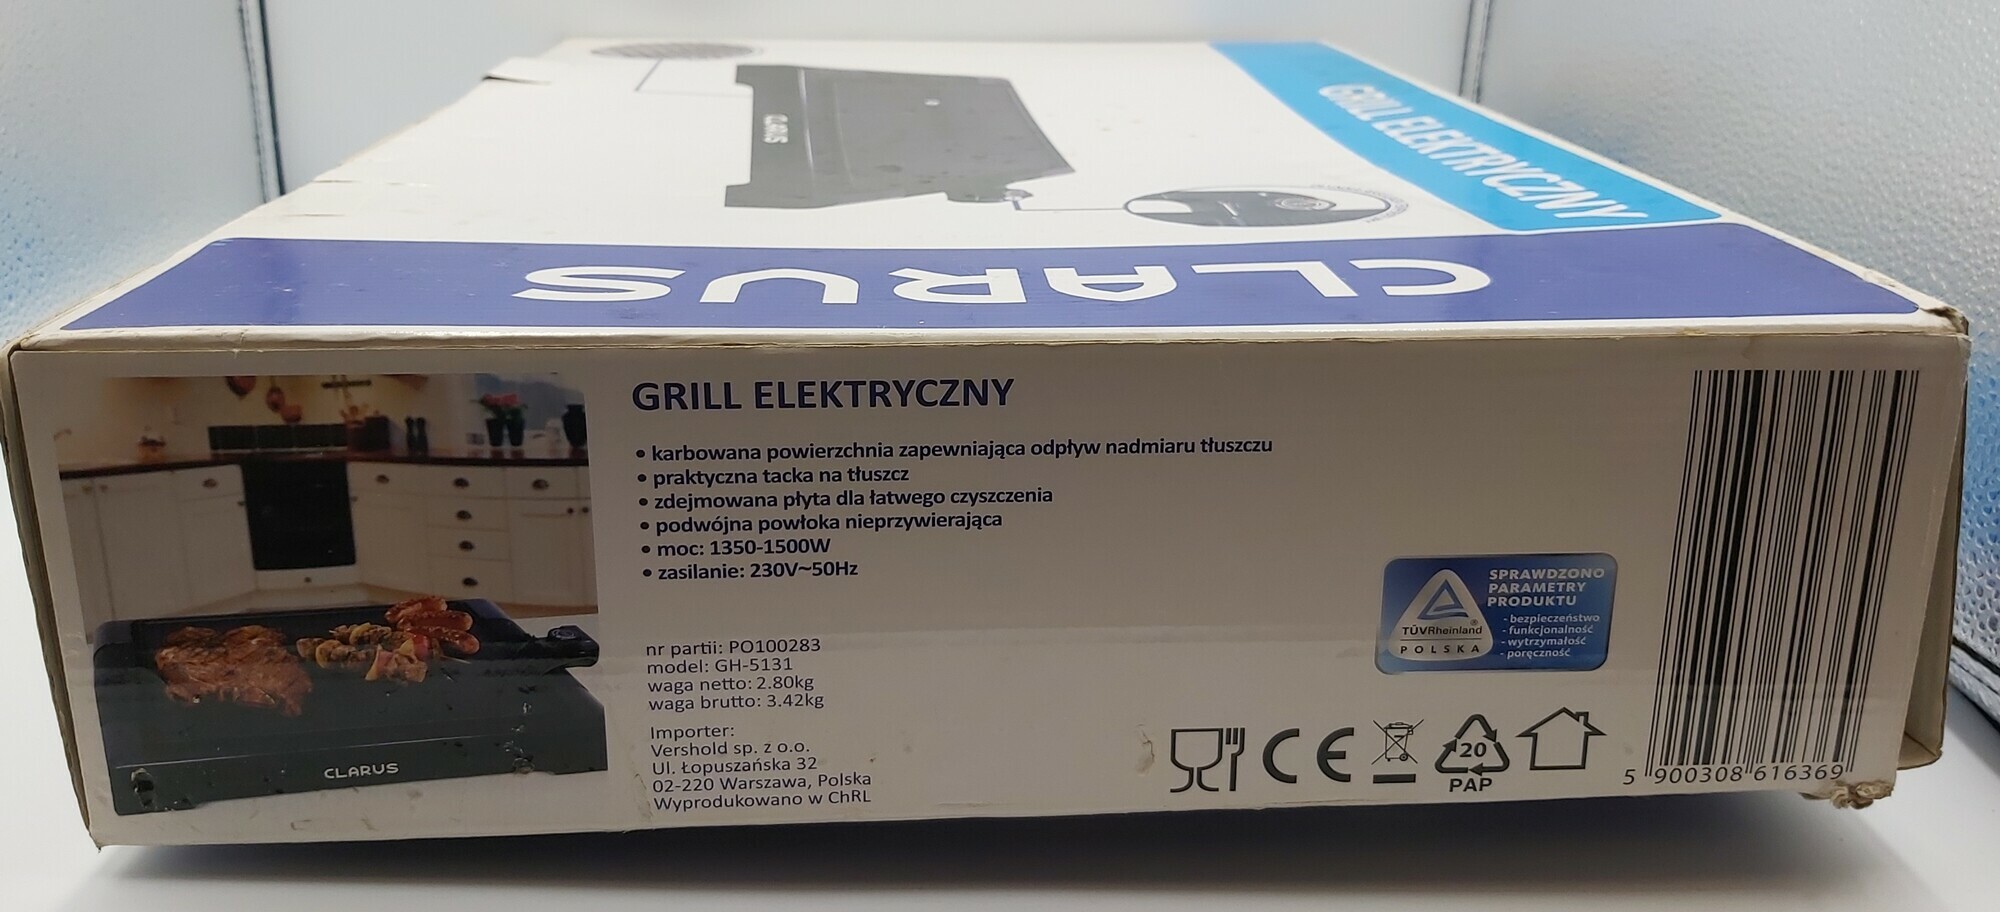 GRILL ELEKTRYCZNY
CLARUS
CLARUS
GRILL ELEKTRYCZNY
• karbowana powierzchnia zapewniająca odpływ nadmiaru tłuszczu
• praktyczna tacka na tłuszcz
• zdejmowana płyta dla łatwego czyszczenia
• podwójna powłoka nieprzywierająca
• moc: 1350-1500W
• zasilanie: 230V~50Hz
nr partii: PO100283
model: GH-5131
waga netto: 2.80kg
waga brutto: 3.42kg
Importer:
Vershold sp. z o.o.
Ul. Łopuszańska 32
02-220 Warszawa, Polska
Wyprodukowano w ChRL
CLARUS
SPRAWDZONO
PARAMETRY
PRODUKTU
- bezpieczeństwo
- funkcjonalność
- wytrzymałość
- poręczność
TÜVRheinland®
POLSKA
CE
20
PAP
5 900308 616369